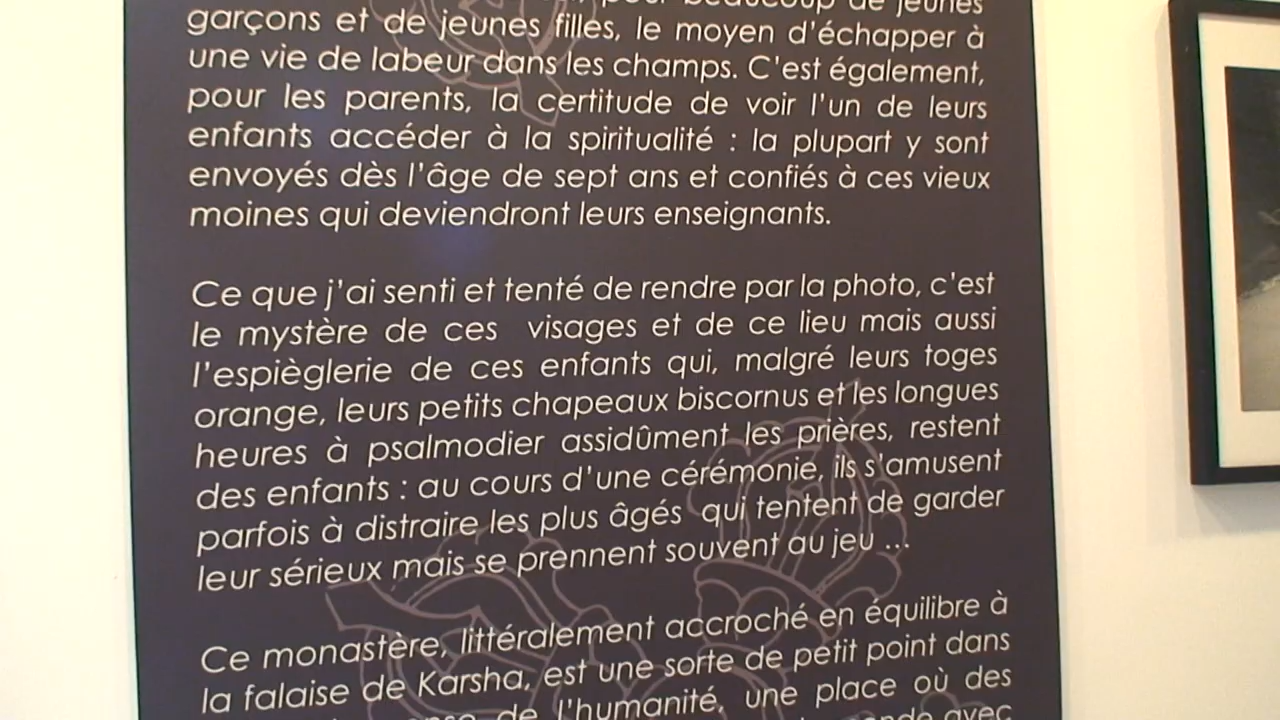 pour beaucoup de jeunes
garçons et de jeunes filles, le moyen d'échapper à
une vie de labeur dans les champs. C'est également,
pour les parents, la certitude de voir l'un de leurs
enfants accéder à la spiritualité : la plupart y sont
envoyés dès l'âge de sept ans et confiés à ces vieux
moines qui deviendront leurs enseignants.
Ce que j'ai senti et tenté de rendre par la photo, c'est
le mystère de ces visages et de ce lieu mais aussi
l'espièglerie de ces enfants qui, malgré leurs toges
orange, leurs petits chapeaux biscornus et les longues
heures à psalmodier assidûment les prières, restent
des enfants : au cours d'une cérémonie, ils s'amusent
parfois à distraire les plus âgés qui tentent de garder
leur sérieux mais se prennent souvent au jeu ...
Ce monastère, littéralement accroché en équilibre à
la falaise de Karsha, est une sorte de petit point dans
de l'humanité, une place où des
avec